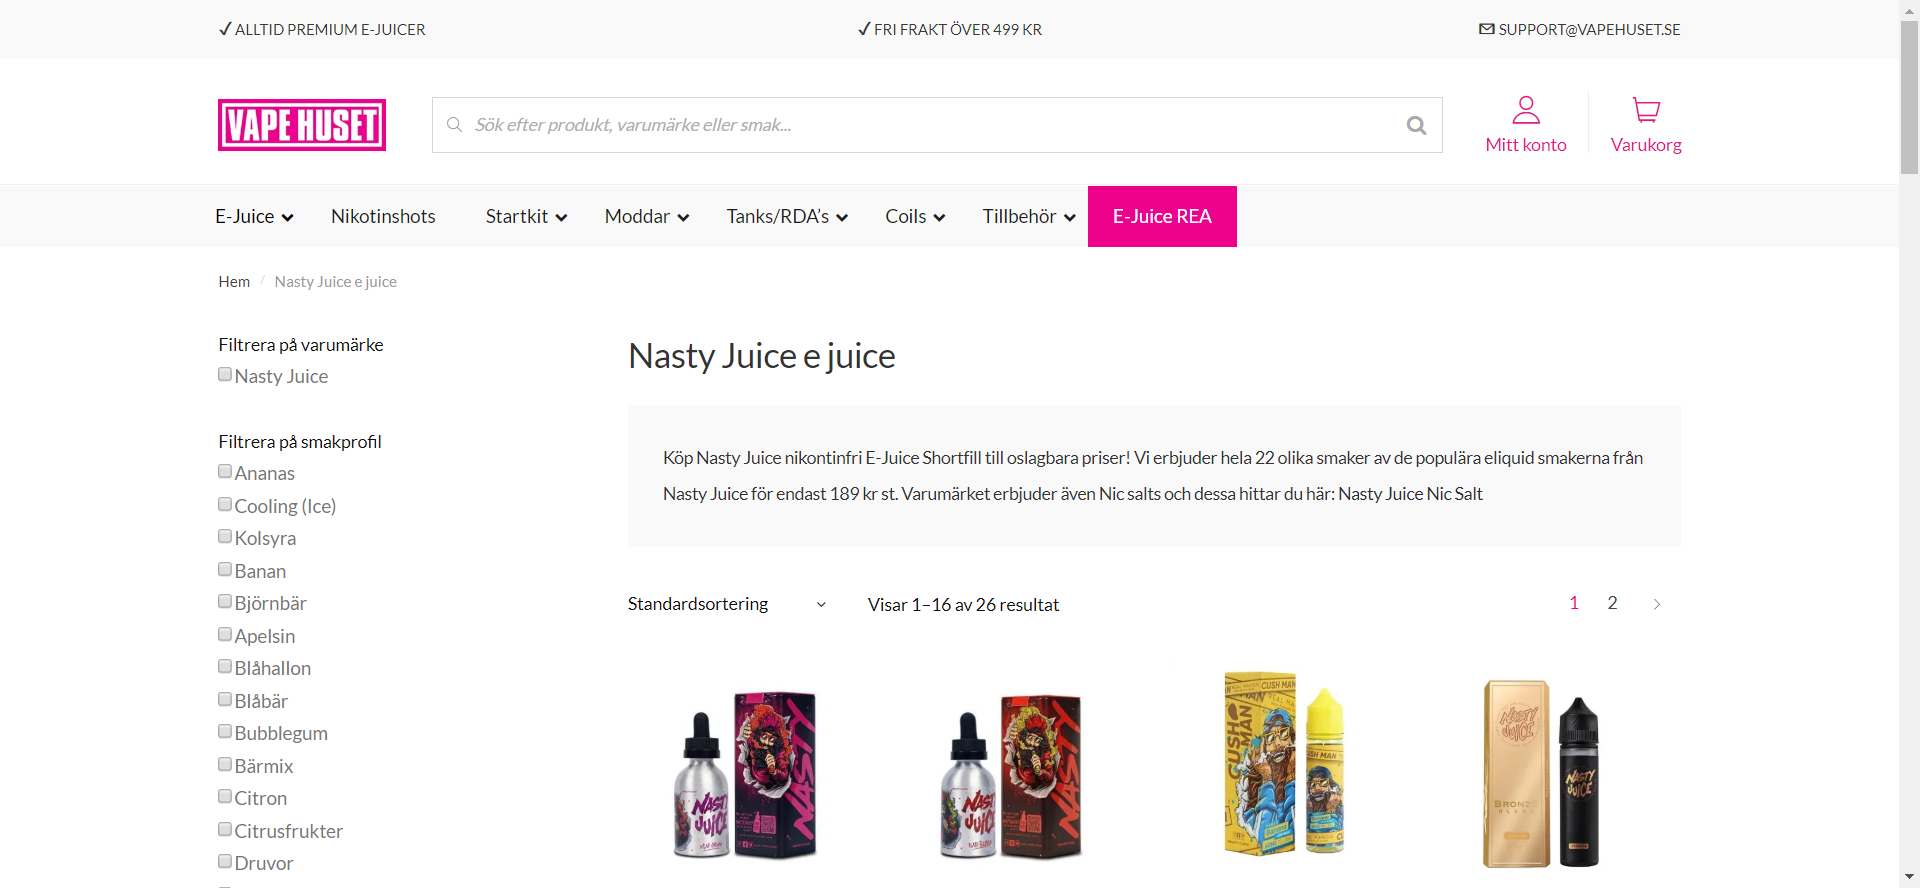 ALLTID PREMIUM E-JUICER
FRI FRAKT ÖVER 499 KR
SUPPORT@VAPEHUSET.SE
VAPE HUSET
Sök efter produkt, varumärke eller smak...
Mitt konto
Varukorg
E-Juice
Nikotinshots
Startkit
Moddar
Tanks/RDA’s
Coils
Tillbehör
E-Juice REA
Hem / Nasty Juice e juice
Filtrera på varumärke
Nasty Juice
Filtrera på smakprofil
Ananas
Cooling (Ice)
Kolsyra
Banan
Björnbär
Apelsin
Blåhallon
Blåbär
Bubblegum
Bärmix
Citron
Citrusfrukter
Druvor
Nasty Juice e juice
Köp Nasty Juice nikontinfri E-Juice Shortfill till oslagbara priser! Vi erbjuder hela 22 olika smaker av de populära eliquid smakerna från
Nasty Juice för endast 189 kr st. Varumärket erbjuder även Nic salts och dessa hittar du här: Nasty Juice Nic Salt
Standardsortering
Visar 1–16 av 26 resultat
1 2
NASTY JUICE
NASTY
NASTY JUICE
NASTY
CUSH MAN
CUSH MAN
CUSH MAN
NASTY JUICE
BRONZE
BLEND
NASTY JUICE